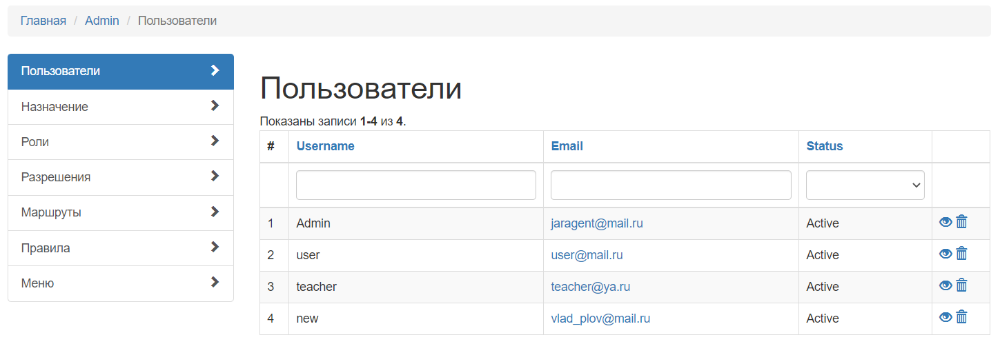 Главная / Admin / Пользователи
Пользователи
Назначение
Роли
Разрешения
Маршруты
Правила
Меню
Пользователи
Показаны записи 1-4 из 4.
# Username Email Status
1 Admin jaragent@mail.ru Active
2 user user@mail.ru Active
3 teacher teacher@ya.ru Active
4 new vlad_plov@mail.ru Active